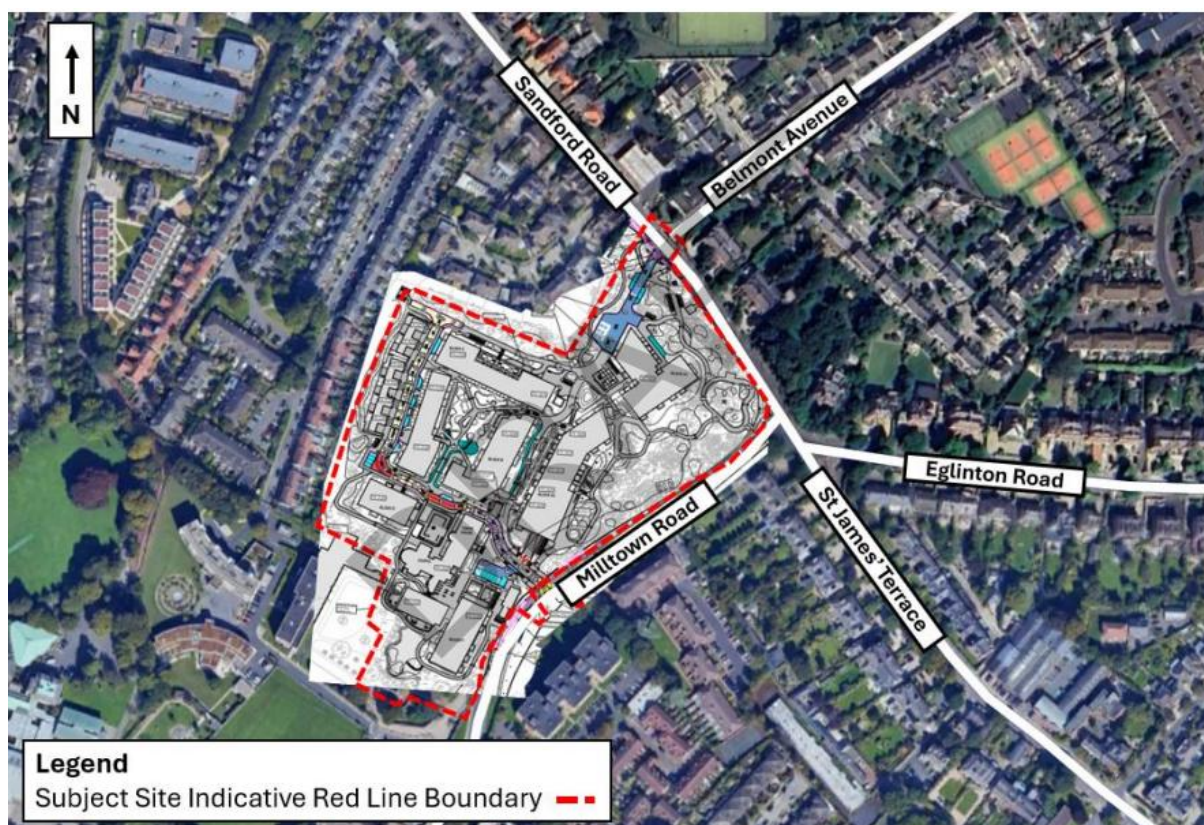 N
Sandford Road
Belmont Avenue
Eglinton Road
Milltown Road
St James' Terrace
Legend
Subject Site Indicative Red Line Boundary